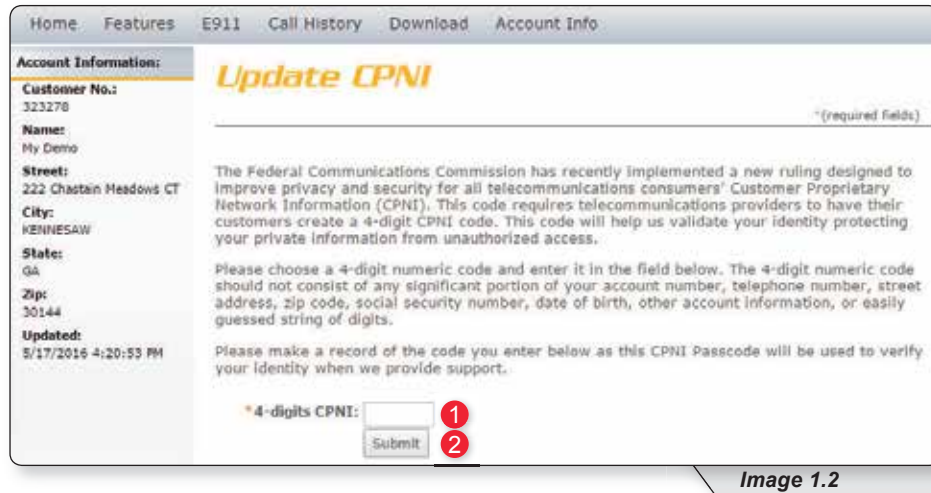 Home Features E911 Call History Download Account Info
Account Information:
Customer No.:
323278
Name:
My Demo
Street:
222 Chastain Meadows CT
City:
KENNESAW
State:
GA
Zip:
30144
Updated:
5/17/2016 4:20:53 PM
Update CPNI
*(required fields)
The Federal Communications Commission has recently implemented a new ruling designed to
improve privacy and security for all telecommunications consumers' Customer Proprietary
Network Information (CPNI). This code requires telecommunications providers to have their
customers create a 4-digit CPNI code. This code will help us validate your identity protecting
your private information from unauthorized access.
Please choose a 4-digit numeric code and enter it in the field below. The 4-digit numeric code
should not consist of any significant portion of your account number, telephone number, street
address, zip code, social security number, date of birth, other account information, or easily
guessed string of digits.
Please make a record of the code you enter below as this CPNI Passcode will be used to verify
your identity when we provide support.
*4-digits CPNI: 1
Submit 2
Image 1.2